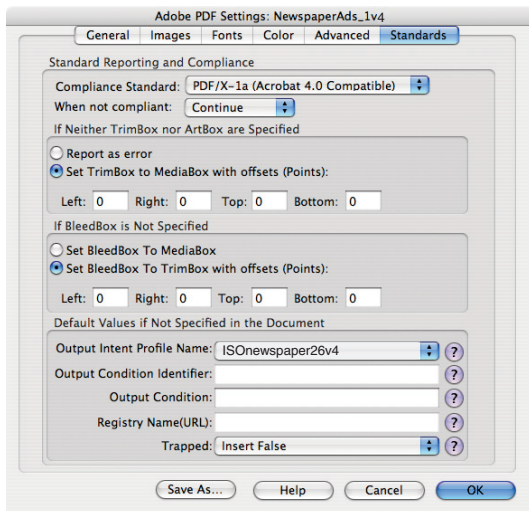 Adobe PDF Settings: NewspaperAds_1v4
General Images Fonts Color Advanced Standards
Standard Reporting and Compliance
Compliance Standard: PDF/X-1a (Acrobat 4.0 Compatible)
When not compliant: Continue
If Neither TrimBox nor ArtBox are Specified
Report as error
Set TrimBox to MediaBox with offsets (Points):
Left: 0 Right: 0 Top: 0 Bottom: 0
If BleedBox is Not Specified
Set BleedBox To MediaBox
Set BleedBox To TrimBox with offsets (Points):
Left: 0 Right: 0 Top: 0 Bottom: 0
Default Values if Not Specified in the Document
Output Intent Profile Name: ISOnewspaper26v4 ?
Output Condition Identifier: ?
Output Condition: ?
Registry Name(URL): ?
Trapped: Insert False ?
Save As... Help Cancel OK